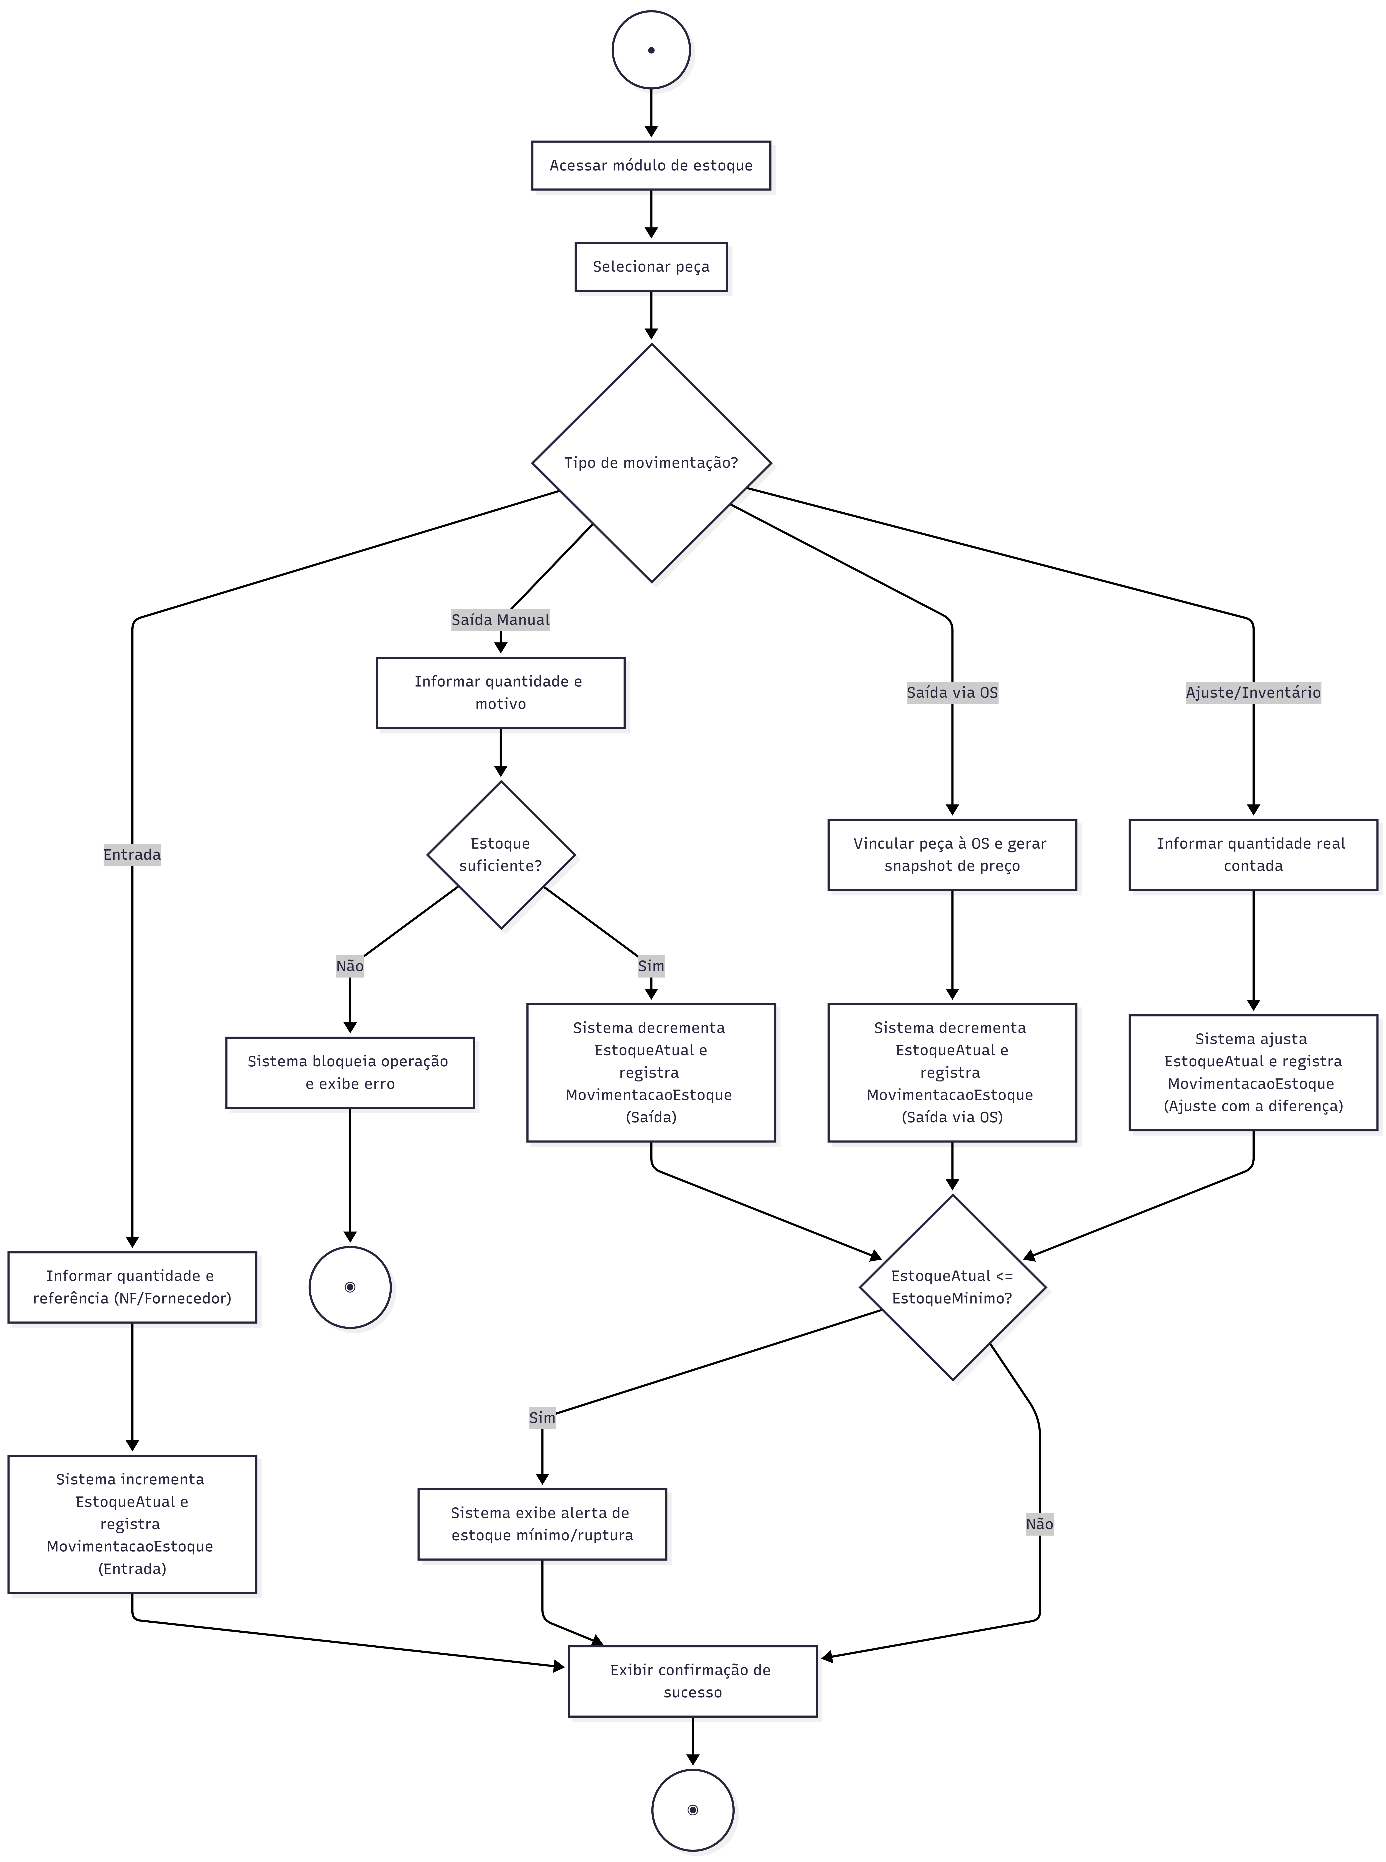 Acessar módulo de estoque
Selecionar peça
Tipo de movimentação?
Saída Manual
Informar quantidade e
motivo
Saída via OS
Ajuste/Inventário
Entrada
Estoque
suficiente?
Vincular peça à OS e gerar
snapshot de preço
Informar quantidade real
contada
Não
Sim
Sistema bloqueia operação
e exibe erro
Sistema decrementa
EstoqueAtual e
registra
MovimentacaoEstoque
(Saída)
Sistema decrementa
EstoqueAtual e
registra
MovimentacaoEstoque
(Saída via OS)
Sistema ajusta
EstoqueAtual e registra
MovimentacaoEstoque
(Ajuste com a diferença)
Informar quantidade e
referência (NF/Fornecedor)
EstoqueAtual <=
EstoqueMinimo?
Sim
Sistema incrementa
EstoqueAtual e
registra
MovimentacaoEstoque
(Entrada)
Sistema exibe alerta de
estoque mínimo/ruptura
Não
Exibir confirmação de
sucesso